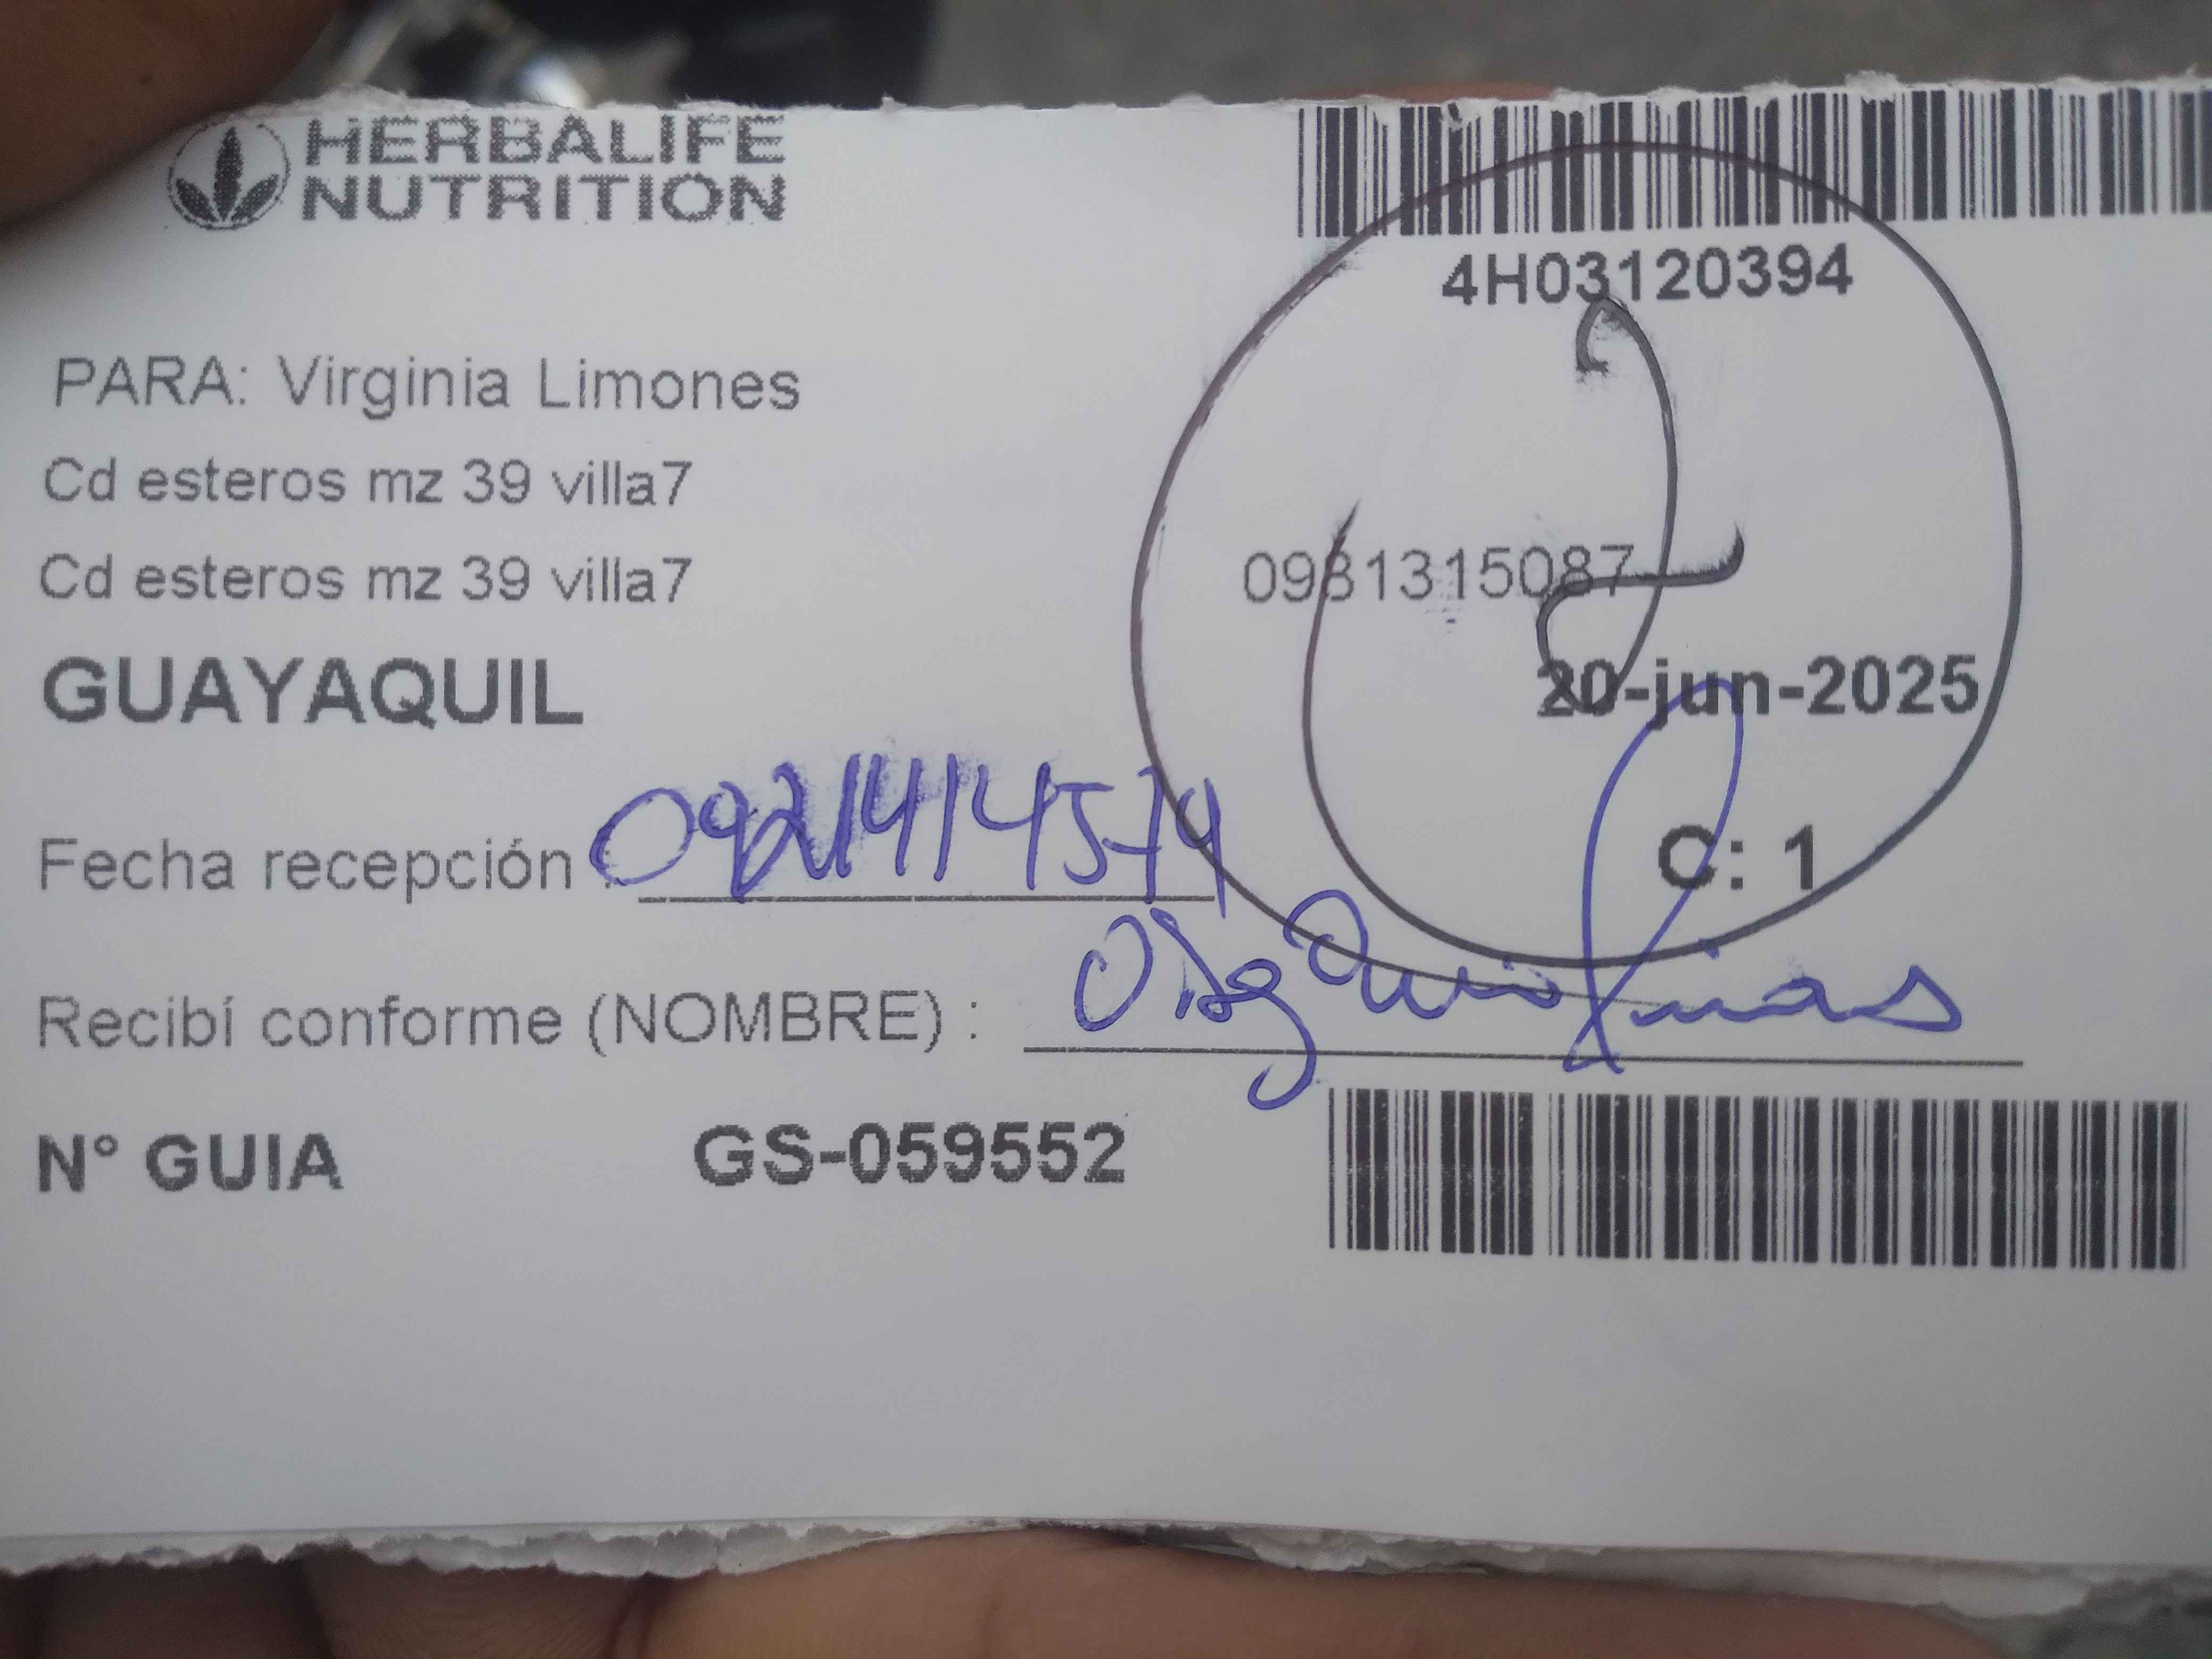 HERBALIFE
NUTRITION
4H03120394
PARA: Virginia Limones
Cd esteros mz 39 villa7
Cd esteros mz 39 villa7
0981315087
GUAYAQUIL
20-jun-2025
Fecha recepción : 0921414574
C: 1
Recibí conforme (NOMBRE) :
N° GUIA GS-059552